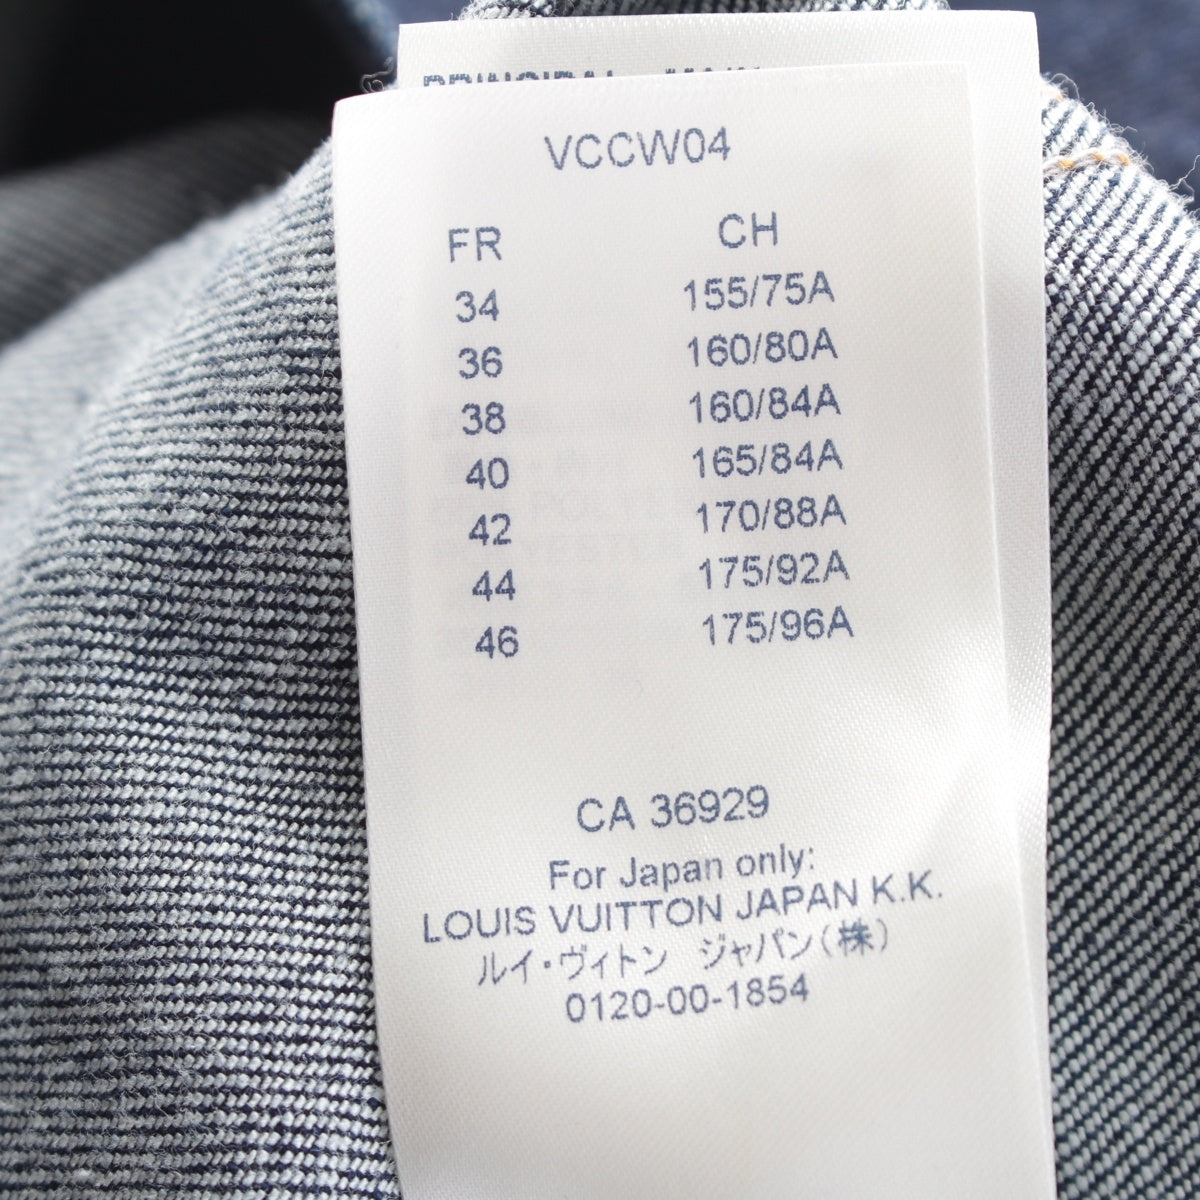 VCCW04
FR CH
34 155/75A
36 160/80A
38 160/84A
40 165/84A
42 170/88A
44 175/92A
46 175/96A
CA 36929
For Japan only:
LOUIS VUITTON JAPAN K.K.
ルイ・ヴィトン ジャパン(株)
0120-00-1854